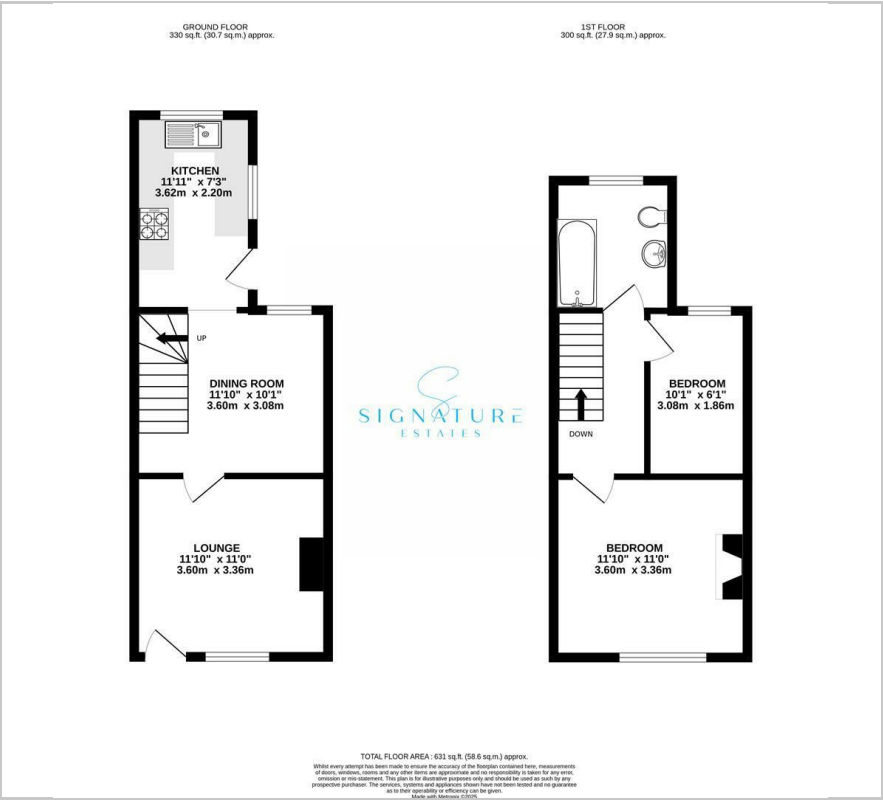 GROUND FLOOR
330 sq.ft. (30.7 sq.m.) approx.
1ST FLOOR
300 sq.ft. (27.9 sq.m.) approx.
KITCHEN
11'11" x 7'3"
3.62m x 2.20m
UP
DINING ROOM
11'10" x 10'1"
3.60m x 3.08m
LOUNGE
11'10" x 11'0"
3.60m x 3.36m
SIGNATURE
ESTATES
DOWN
BEDROOM
10'1" x 6'1"
3.08m x 1.86m
BEDROOM
11'10" x 11'0"
3.60m x 3.36m
TOTAL FLOOR AREA : 631 sq.ft. (58.6 sq.m.) approx.
Whilst every attempt has been made to ensure the accuracy of the floorplan contained here, measurements
of doors, windows, rooms and any other items are approximate and no responsibility is taken for any error,
omission or mis-statement. This plan is for illustrative purposes only and should be used as such by any
prospective purchaser. The services, systems and appliances shown have not been tested and no guarantee
as to their operability or efficiency can be given.
Made with Metropix ©2025